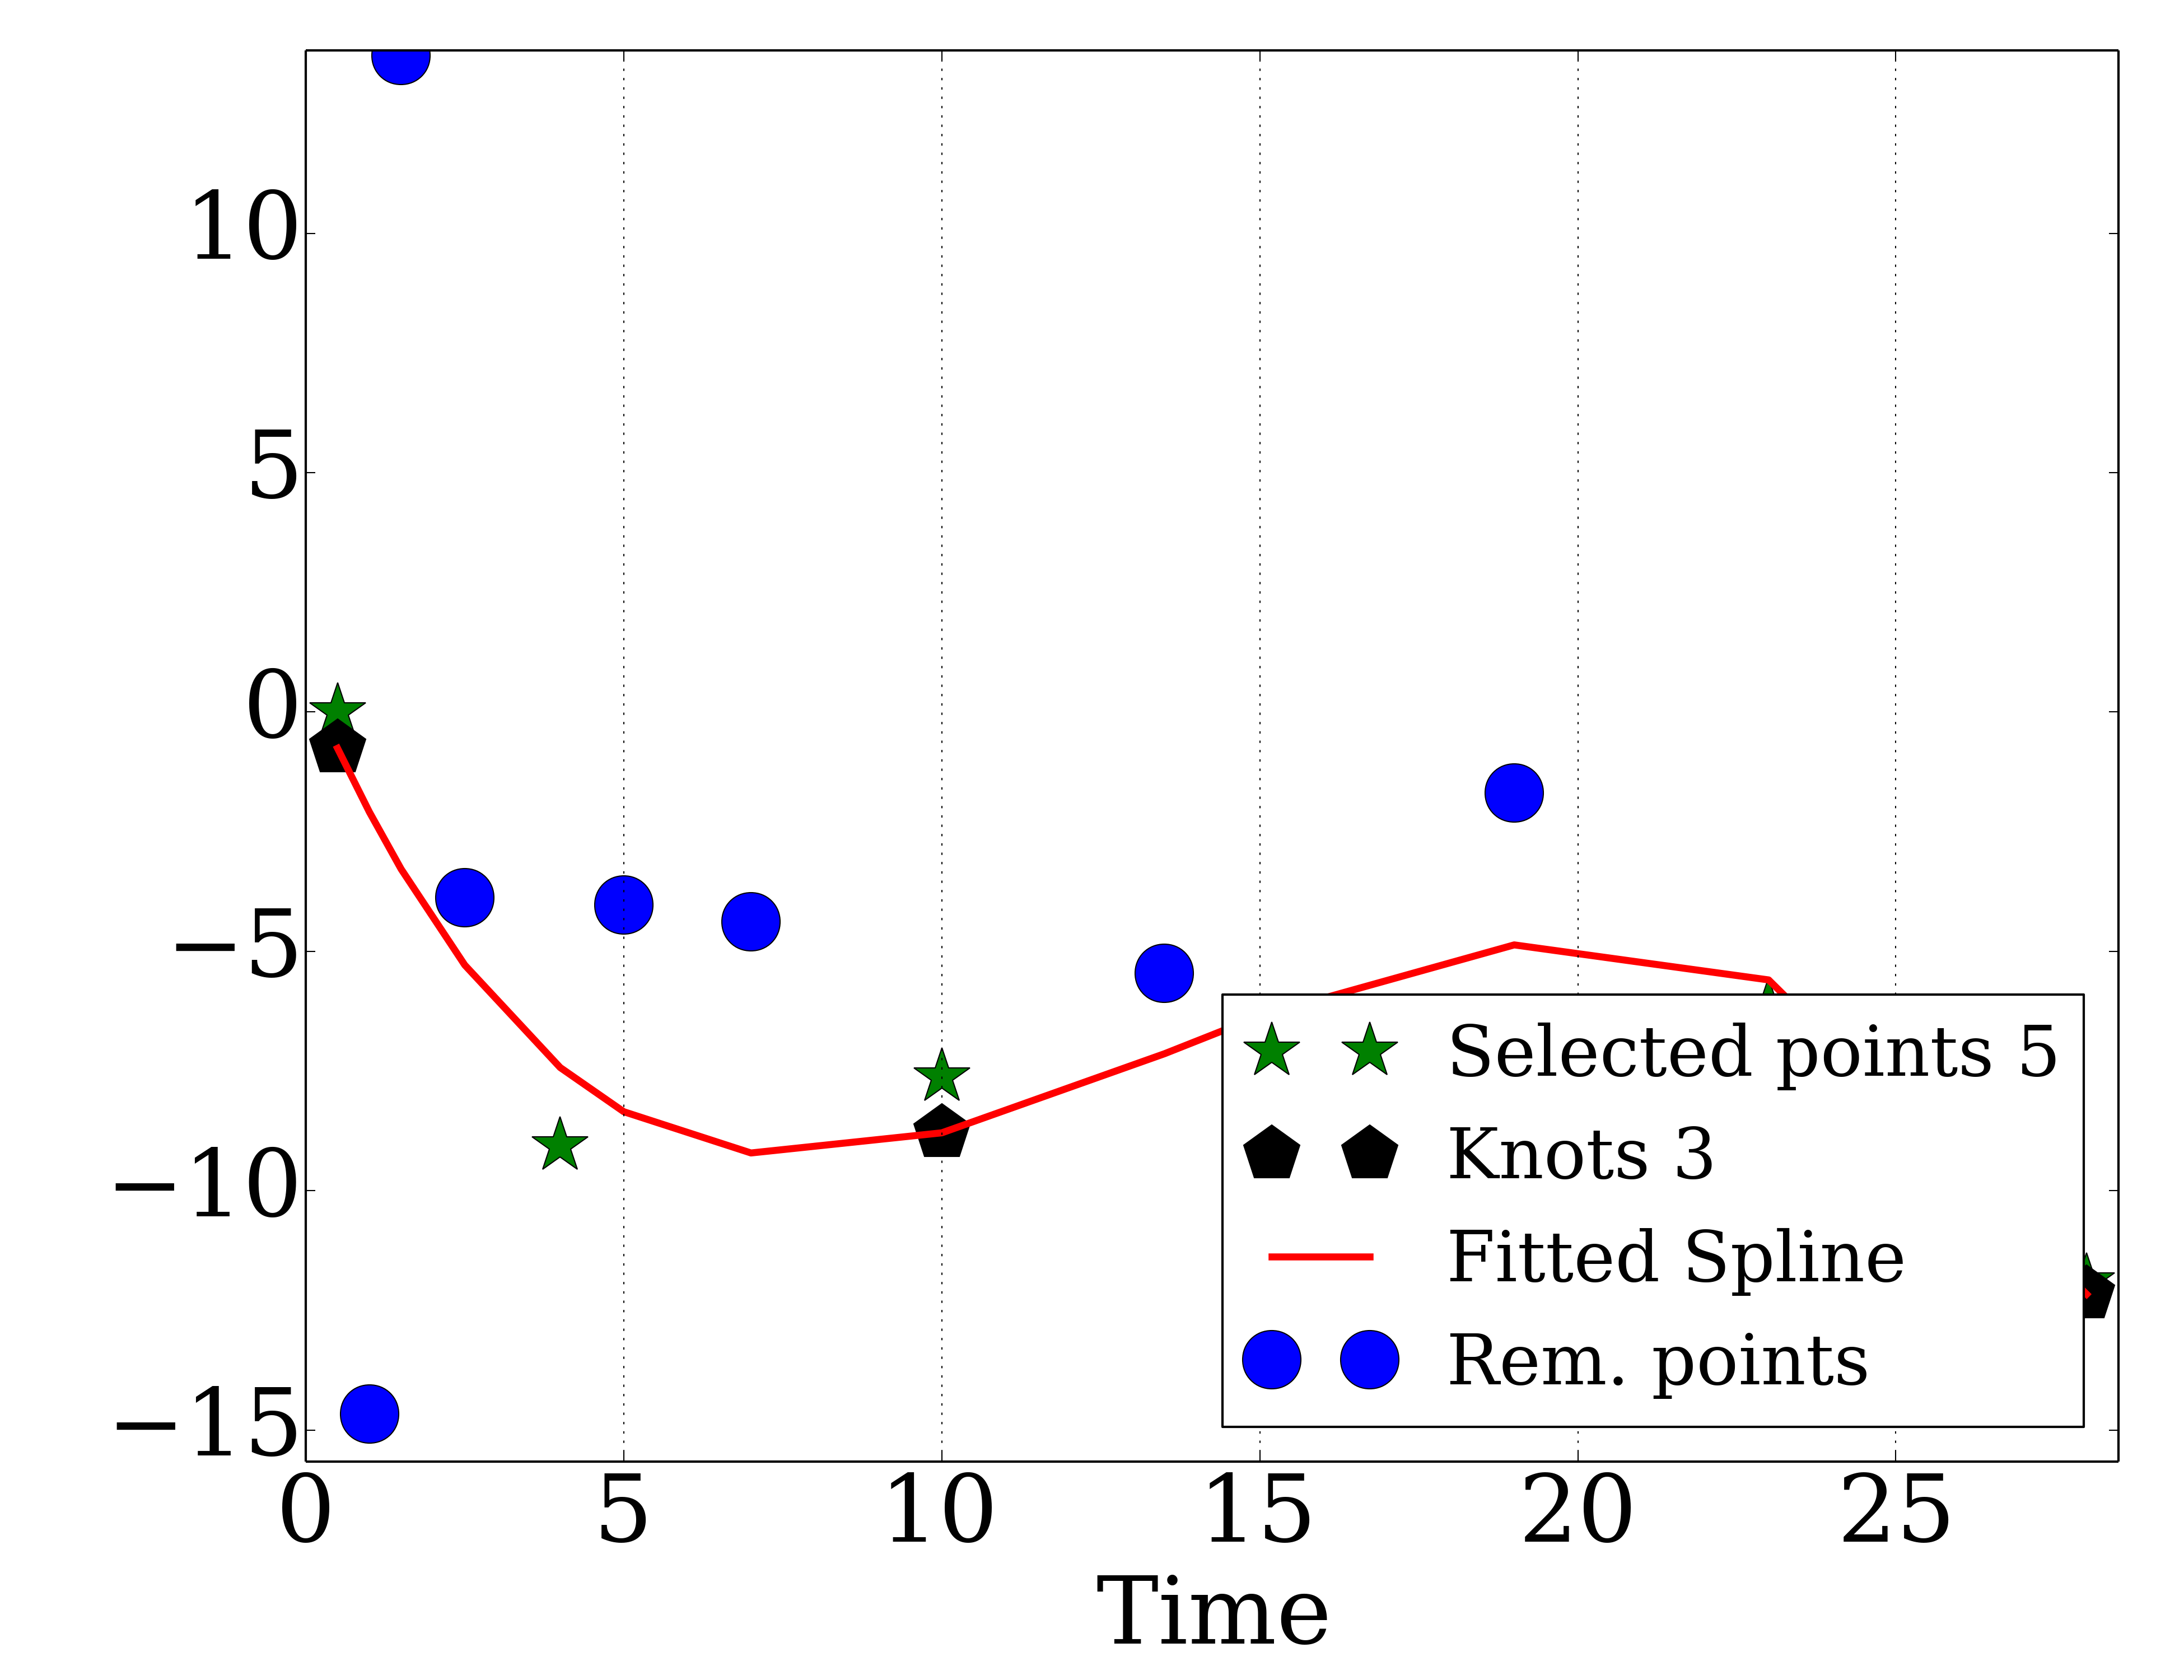 10
5
0
−5
−10
−15
0 5 10 15 20 25
Time
Selected points 5
Knots 3
Fitted Spline
Rem. points